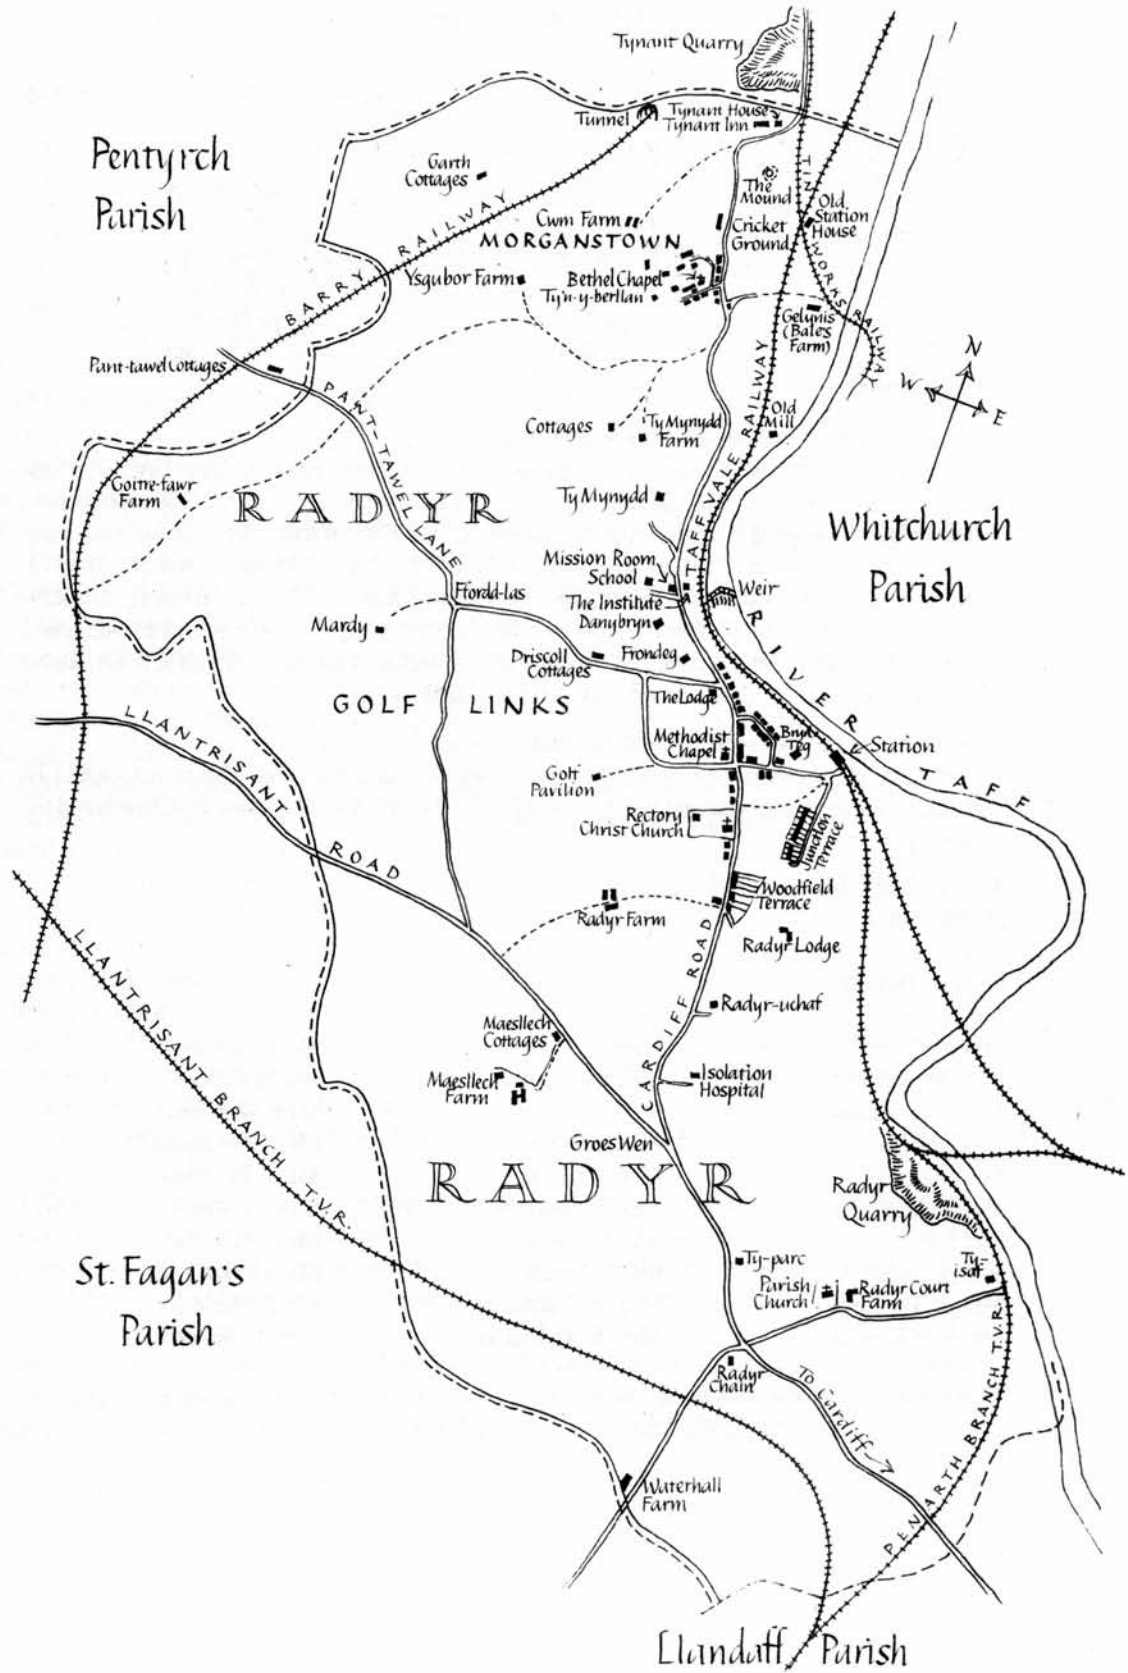 Tynant Quarry
Pentyrch
Parish
Tunnel
Tynant House
Tynant Inn
Garth
Cottages
The
Mound
TIN WORKS RAILWAY
Old
Station
House
Cwm Farm
Cricket
Ground
MORGANSTOWN
BARRY RAILWAY
Ysgubor Farm
Bethel Chapel
Ty'n-y-berllan
Gelynis
(Bale's
Farm)
N
W
E
Pant-tawel Cottages
PANT-TAWEL LANE
TAFF VALE RAILWAY
Old
Mill
Cottages
Ty Mynydd
Farm
Goitre-fawr
Farm
RADYR
Ty Mynydd
Whitchurch
Parish
Mission Room
School
Weir
Ffordd-las
The Institute
Danybryn
Mardy
Driscoll
Cottages
Frondeg
RIVER TAFF
The Lodge
GOLF LINKS
LLANTRISANT ROAD
Methodist
Chapel
Bryn
Teg
Station
Golf
Pavilion
Rectory
Christ Church
Junction
Terrace
Woodfield
Terrace
Radyr Farm
Radyr Lodge
CARDIFF ROAD
LLANTRISANT BRANCH T.V.R.
Radyr-uchaf
Maesllech
Cottages
Maesllech
Farm
Isolation
Hospital
Groes Wen
RADYR
Radyr
Quarry
St. Fagan's
Parish
Ty-parc
Ty-
isaf
Parish
Church
Radyr Court
Farm
Radyr
Chain
To Cardiff
PENARTH BRANCH T.V.R.
Waterhall
Farm
Llandaff Parish